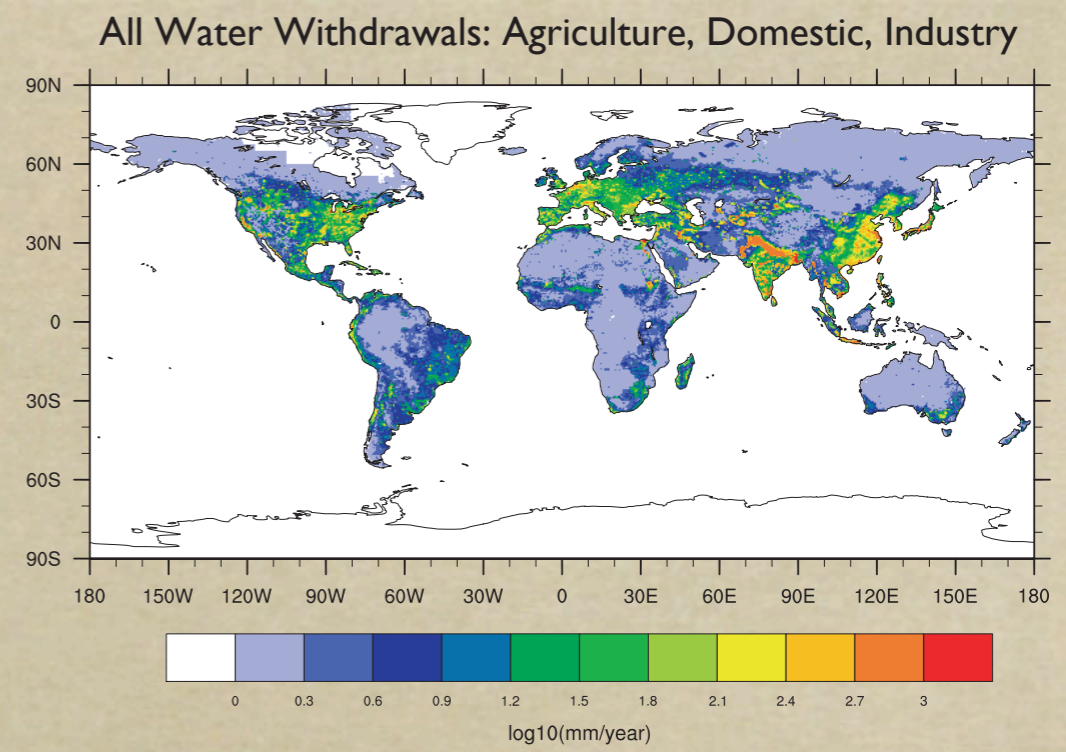 All Water Withdrawals: Agriculture, Domestic, Industry
90N
60N
30N
0
30S
60S
90S
180 150W 120W 90W 60W 30W 0 30E 60E 90E 120E 150E 180
0 0.3 0.6 0.9 1.2 1.5 1.8 2.1 2.4 2.7 3
log10(mm/year)